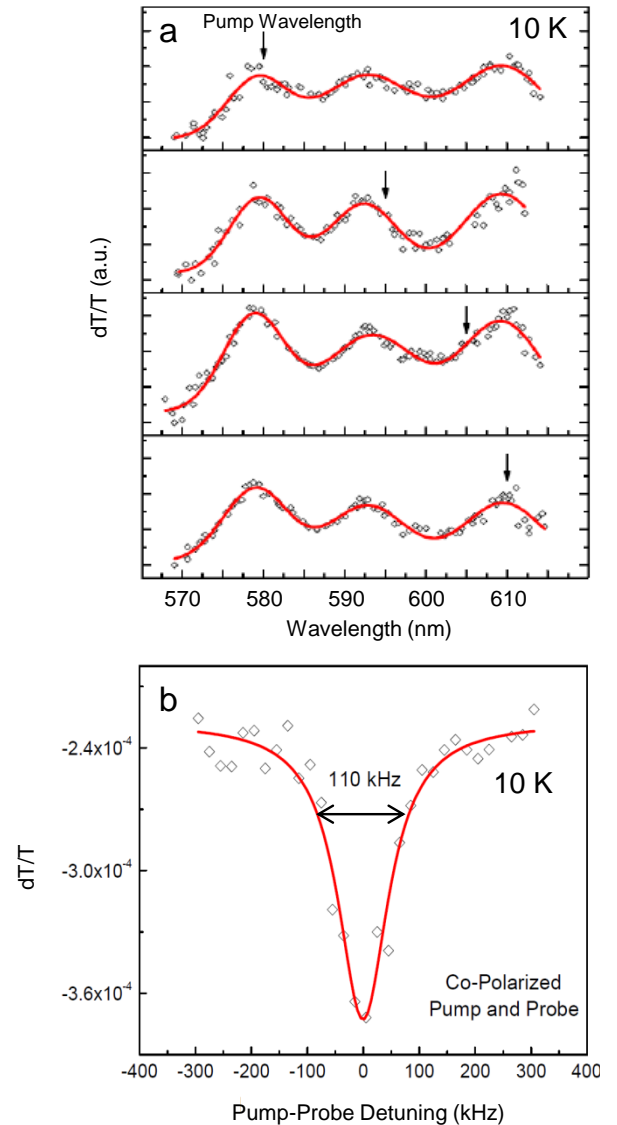 a
Pump Wavelength
10 K
dT/T (a.u.)
570 580 590 600 610
Wavelength (nm)
b
-2.4x10-4
110 kHz
10 K
dT/T
-3.0x10-4
-3.6x10-4
Co-Polarized
Pump and Probe
-400 -300 -200 -100 0 100 200 300 400
Pump-Probe Detuning (kHz)